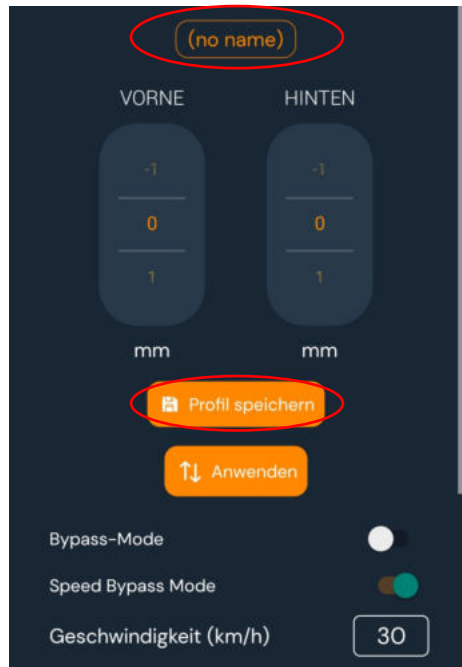 (no name)
VORNE HINTEN
-1 -1
0 0
1 1
mm mm
Profil speichern
Anwenden
Bypass-Mode
Speed Bypass Mode
Geschwindigkeit (km/h) 30